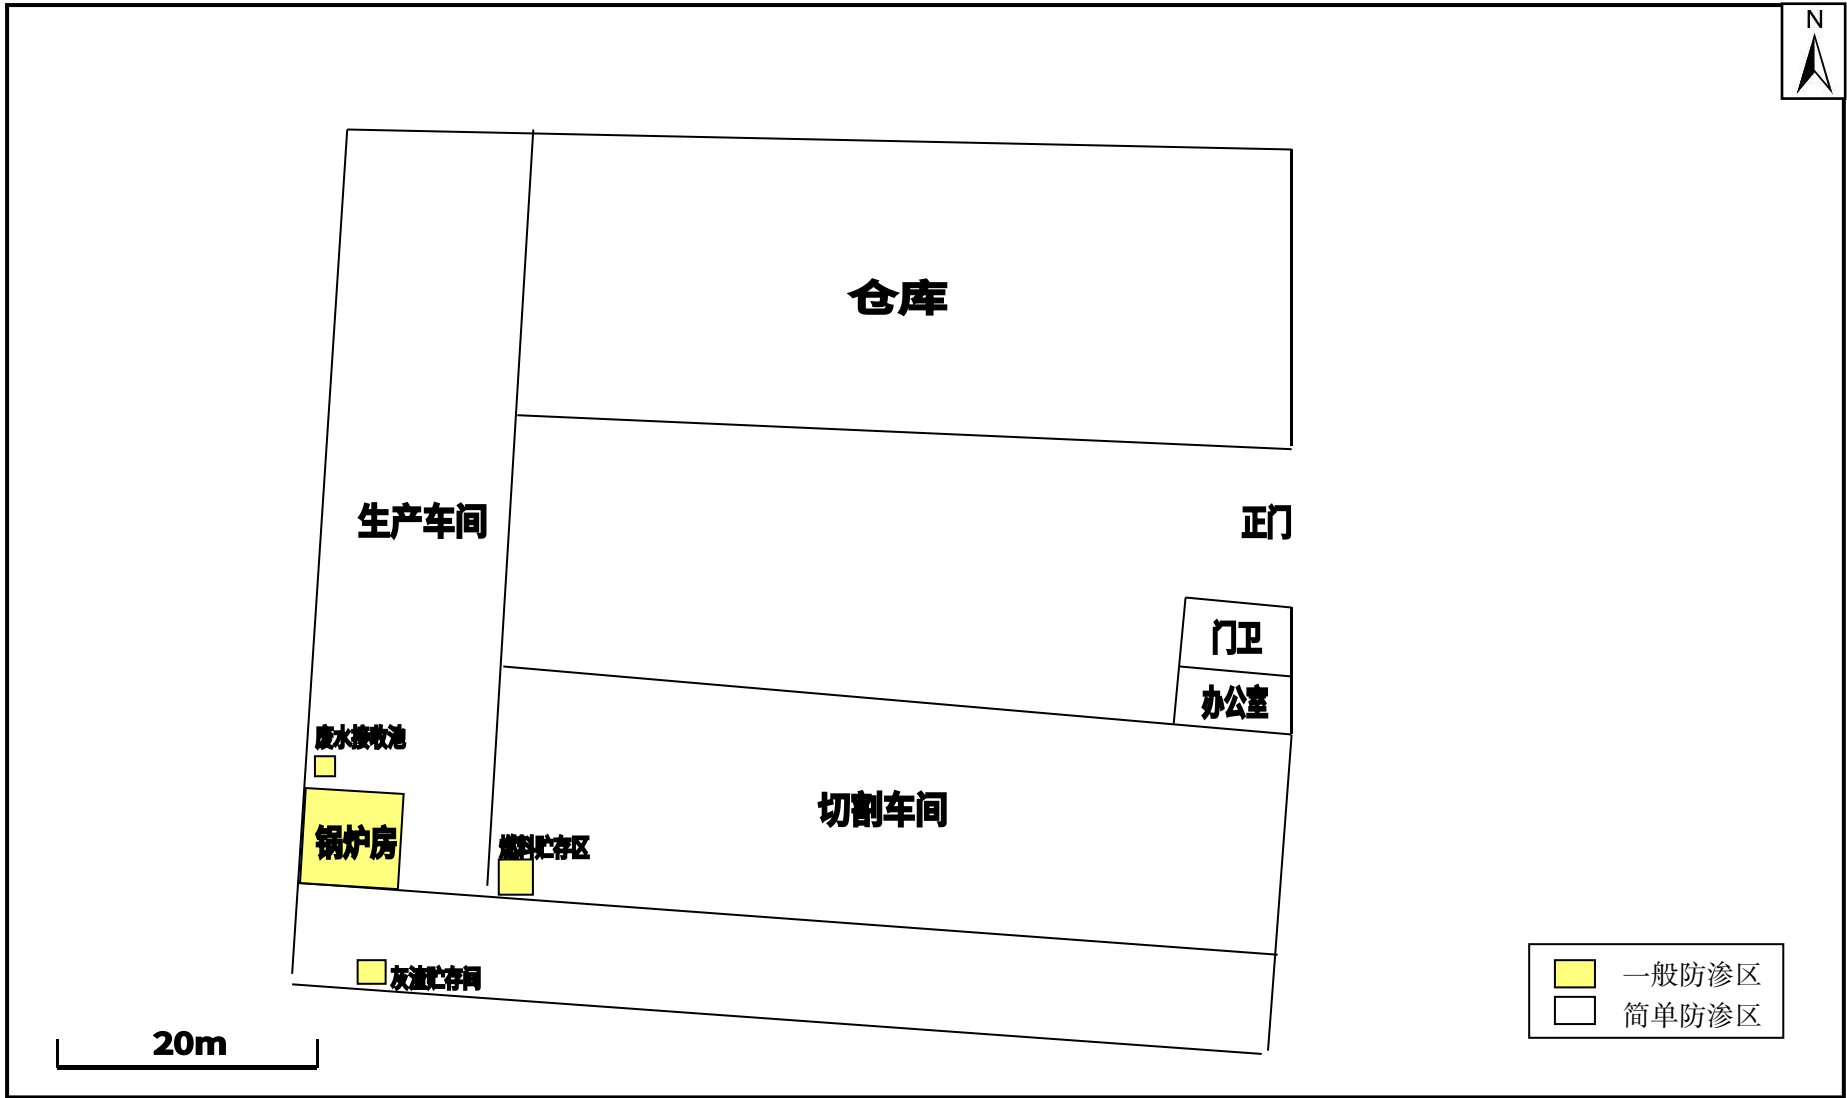 N
仓库
生产车间
正门
门卫
办公室
废水接收池
切割车间
锅炉房
燃料贮存区
灰渣贮存间
一般防渗区
简单防渗区
20m